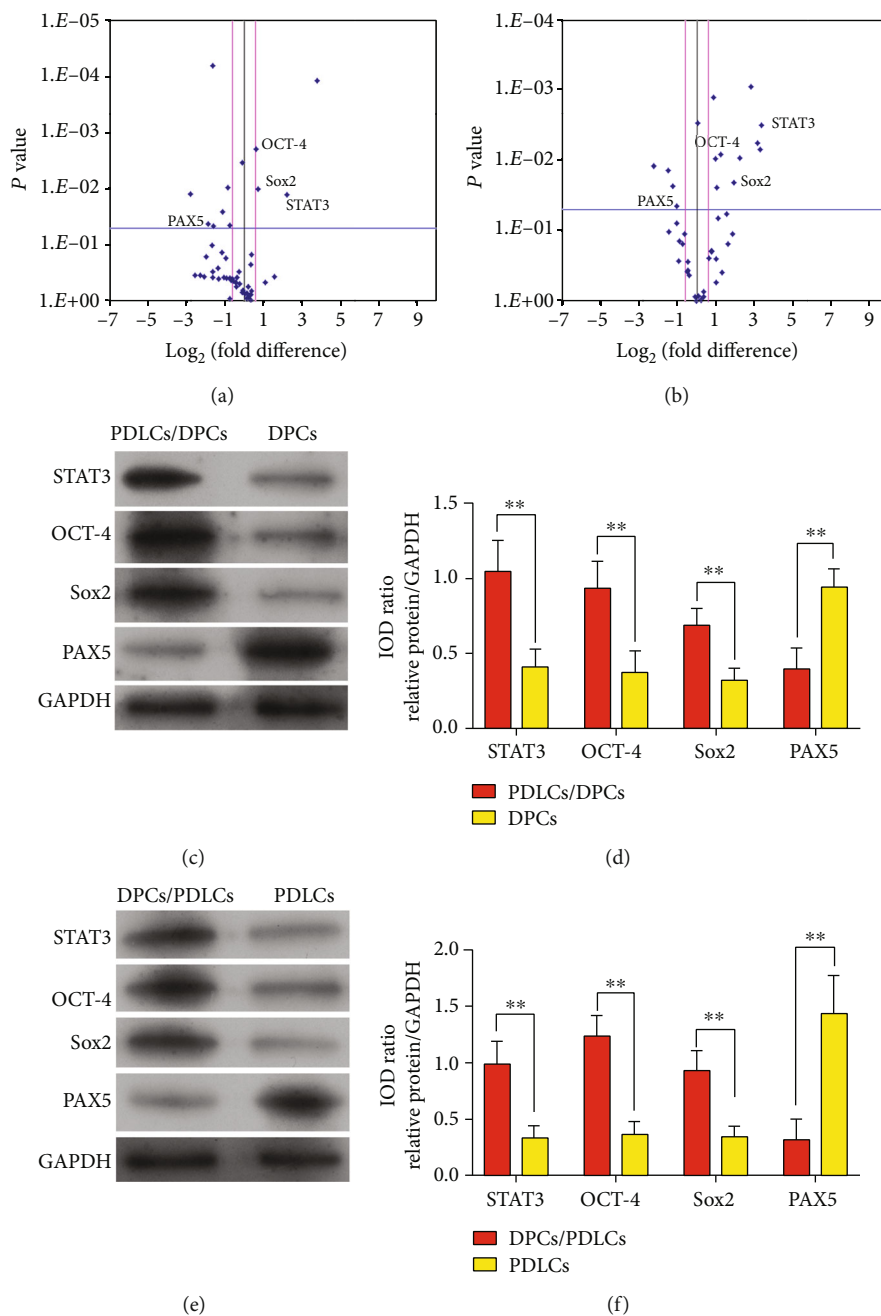 1.E−05
1.E−04
1.E−03
1.E−02
1.E−01
1.E+00
P value
OCT-4
Sox2
STAT3
PAX5
−7 −5 −3 −1 1 3 5 7 9
Log2 (fold difference)
(a)
1.E−04
1.E−03
1.E−02
1.E−01
1.E+00
P value
STAT3
OCT-4
Sox2
PAX5
−7 −5 −3 −1 1 3 5 7 9
Log2 (fold difference)
(b)
PDLCs/DPCs DPCs
STAT3
OCT-4
Sox2
PAX5
GAPDH
(c)
1.5
1.0
0.5
0.0
IOD ratio
relative protein/GAPDH
** ** ** **
STAT3 OCT-4 Sox2 PAX5
PDLCs/DPCs
DPCs
(d)
DPCs/PDLCs PDLCs
STAT3
OCT-4
Sox2
PAX5
GAPDH
(e)
2.0
1.5
1.0
0.5
0.0
IOD ratio
relative protein/GAPDH
** ** ** **
STAT3 OCT-4 Sox2 PAX5
DPCs/PDLCs
PDLCs
(f)